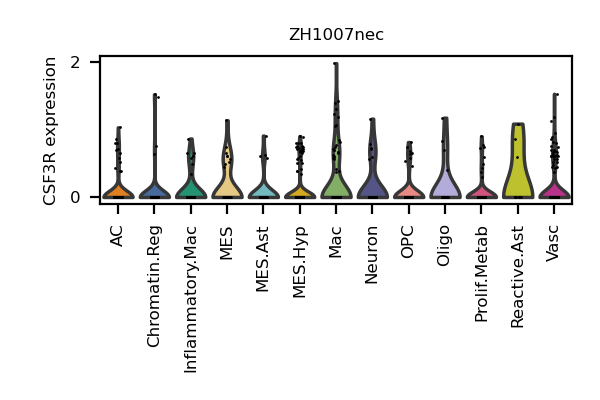 ZH1007nec
CSF3R expression
2
0
AC
Chromatin.Reg
Inflammatory.Mac
MES
MES.Ast
MES.Hyp
Mac
Neuron
OPC
Oligo
Prolif.Metab
Reactive.Ast
Vasc